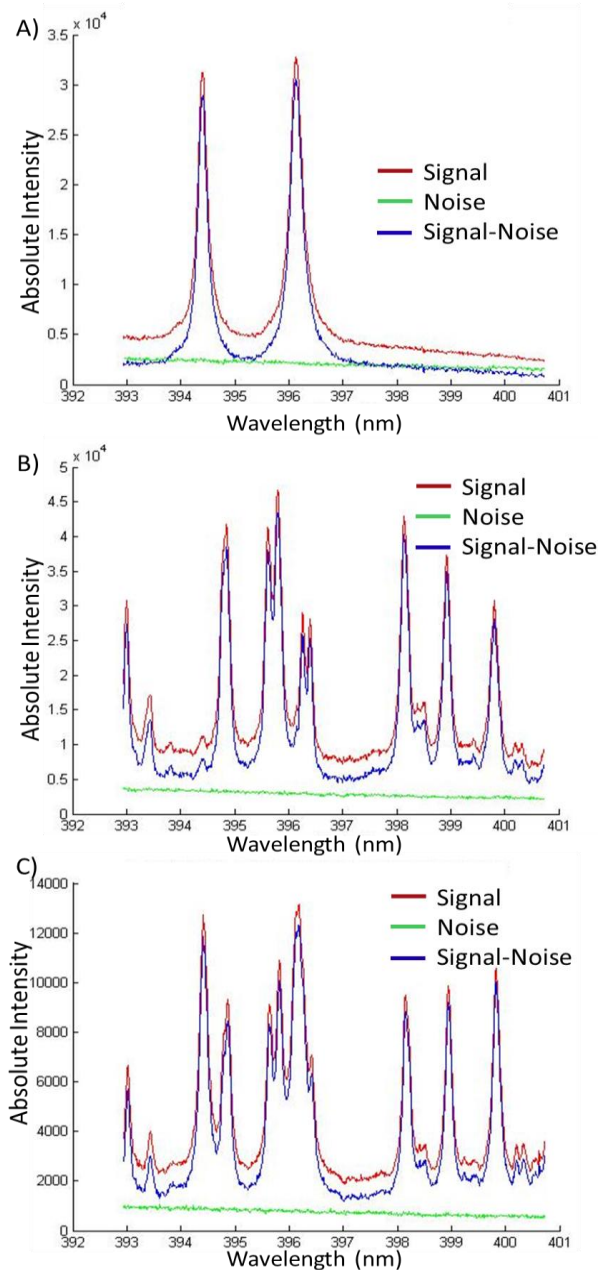 A)
x 10⁴
3.5
3
2.5
2
1.5
1
0.5
0
392 393 394 395 396 397 398 399 400 401
Absolute Intensity
Wavelength (nm)
Signal
Noise
Signal-Noise
B)
x 10⁴
5
4.5
4
3.5
3
2.5
2
1.5
1
0.5
0
392 393 394 395 396 397 398 399 400 401
Absolute Intensity
Wavelength (nm)
Signal
Noise
Signal-Noise
C)
14000
12000
10000
8000
6000
4000
2000
0
392 393 394 395 396 397 398 399 400 401
Absolute Intensity
Wavelength (nm)
Signal
Noise
Signal-Noise